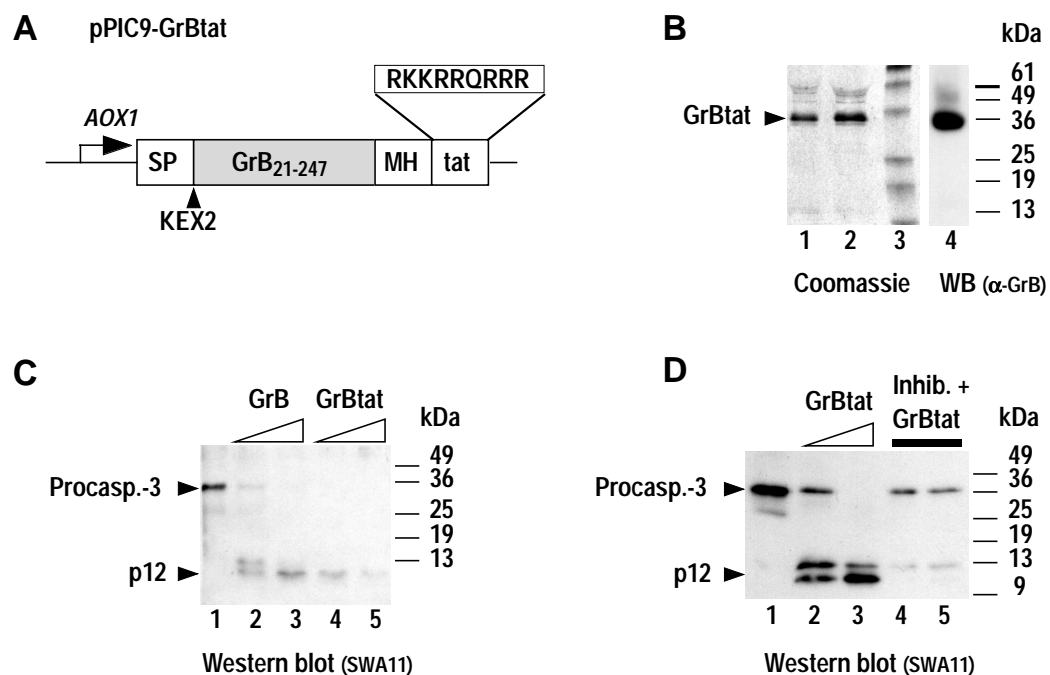 A pPIC9-GrBtat
RKKRRQRRR
AOX1
SP GrB21-247 MH tat
KEX2
B kDa
61
49
GrBtat 36
25
19
13
1 2 3 4
Coomassie WB (α-GrB)
C
GrB GrBtat kDa
49
Procasp.-3 36
25
19
13
p12
1 2 3 4 5
Western blot (SWA11)
D
Inhib. +
GrBtat GrBtat kDa
49
Procasp.-3 36
25
19
13
p12 9
1 2 3 4 5
Western blot (SWA11)